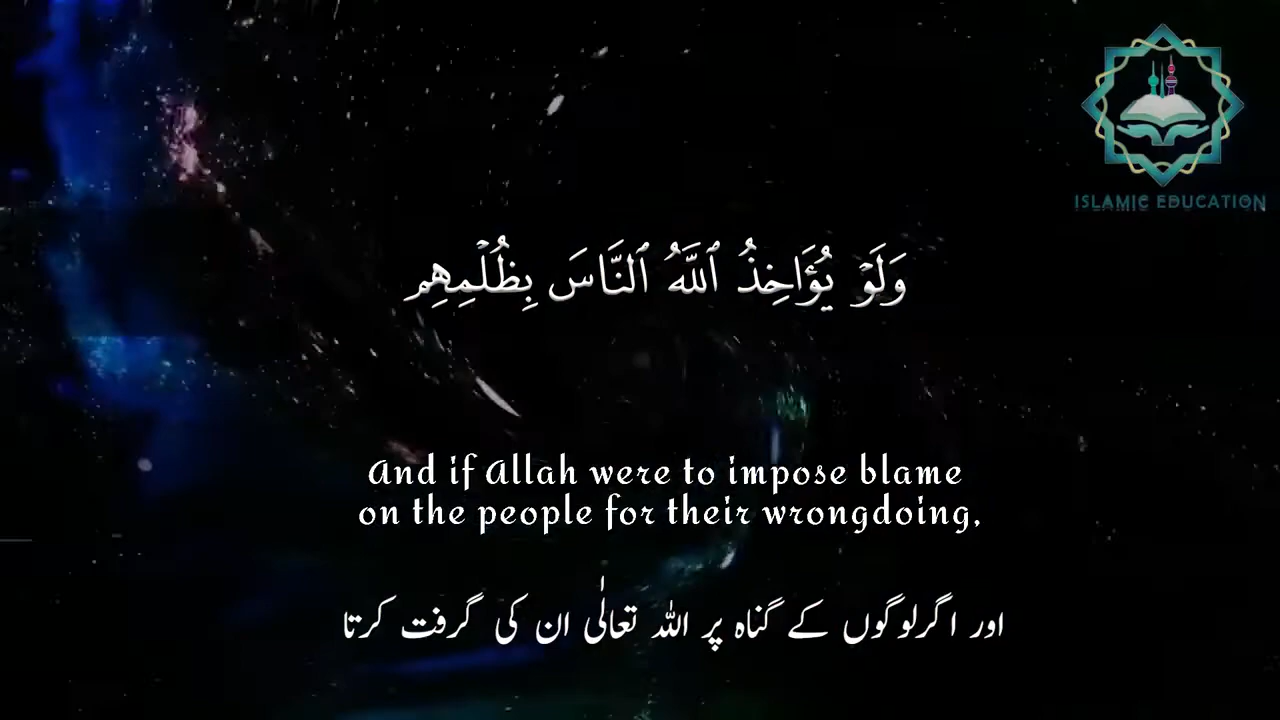 ISLAMIC EDUCATION
وَلَوْ يُؤَاخِذُ ٱللَّهُ ٱلنَّاسَ بِظُلْمِهِم
And if Allah were to impose blame
on the people for their wrongdoing,
اور اگرلوگوں کے گناہ پر اللہ تعالٰی ان کی گرفت کرتا